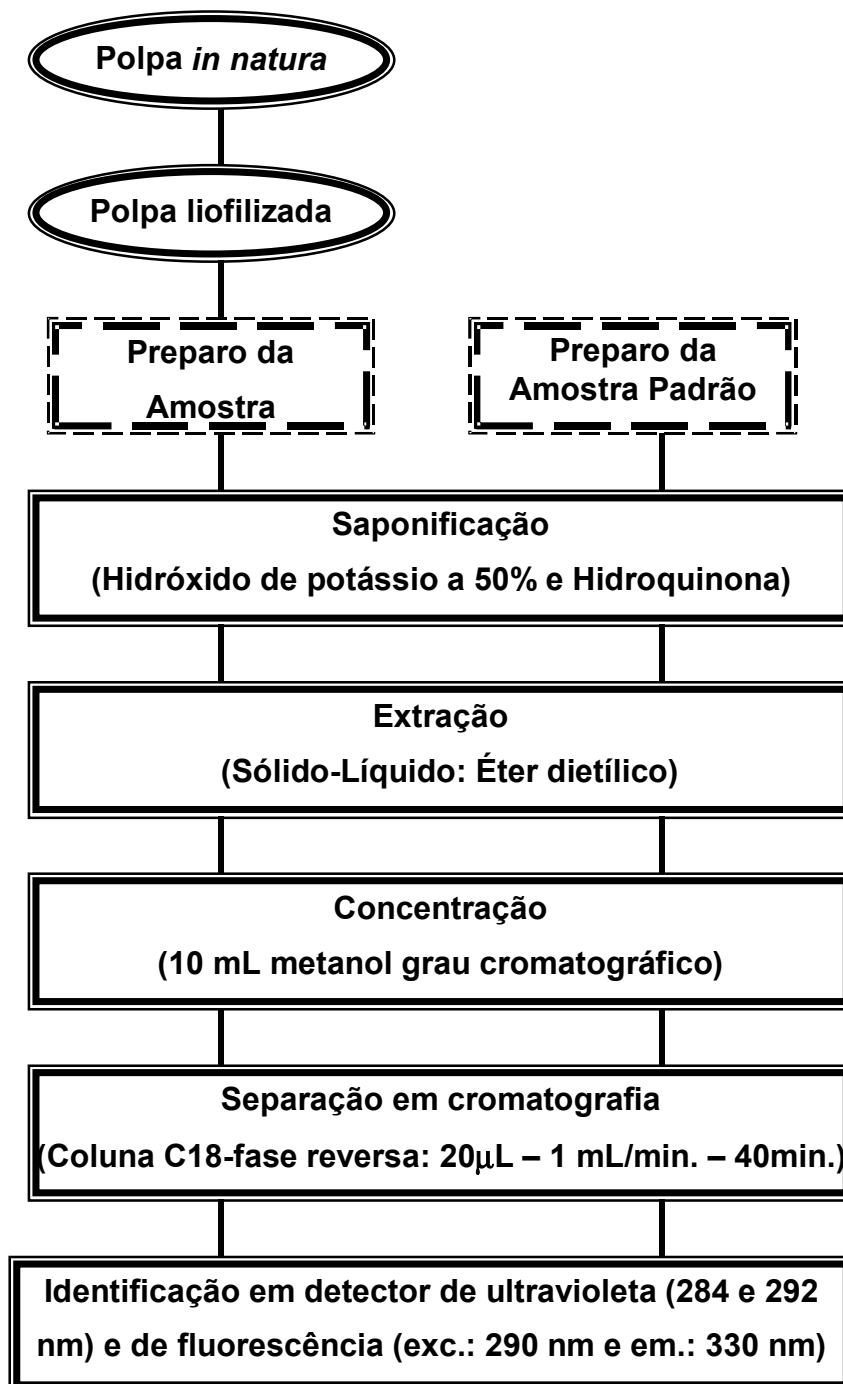 Polpa in natura
Polpa liofilizada
Preparo da
Amostra
Preparo da
Amostra Padrão
Saponificação
(Hidróxido de potássio a 50% e Hidroquinona)
Extração
(Sólido-Líquido: Éter dietílico)
Concentração
(10 mL metanol grau cromatográfico)
Separação em cromatografia
(Coluna C18-fase reversa: 20μL – 1 mL/min. – 40min.)
Identificação em detector de ultravioleta (284 e 292
nm) e de fluorescência (exc.: 290 nm e em.: 330 nm)